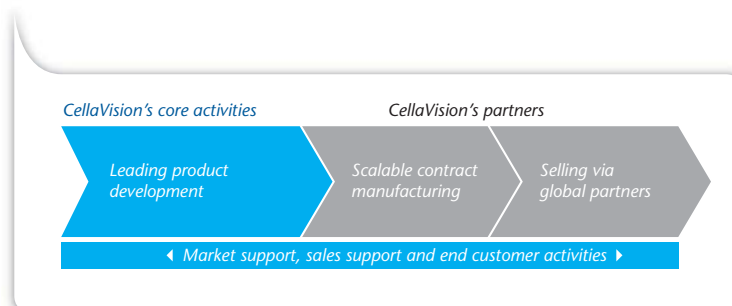 CellaVision’s core activities
CellaVision’s partners
Leading product
development
Scalable contract
manufacturing
Selling via
global partners
Market support, sales support and end customer activities